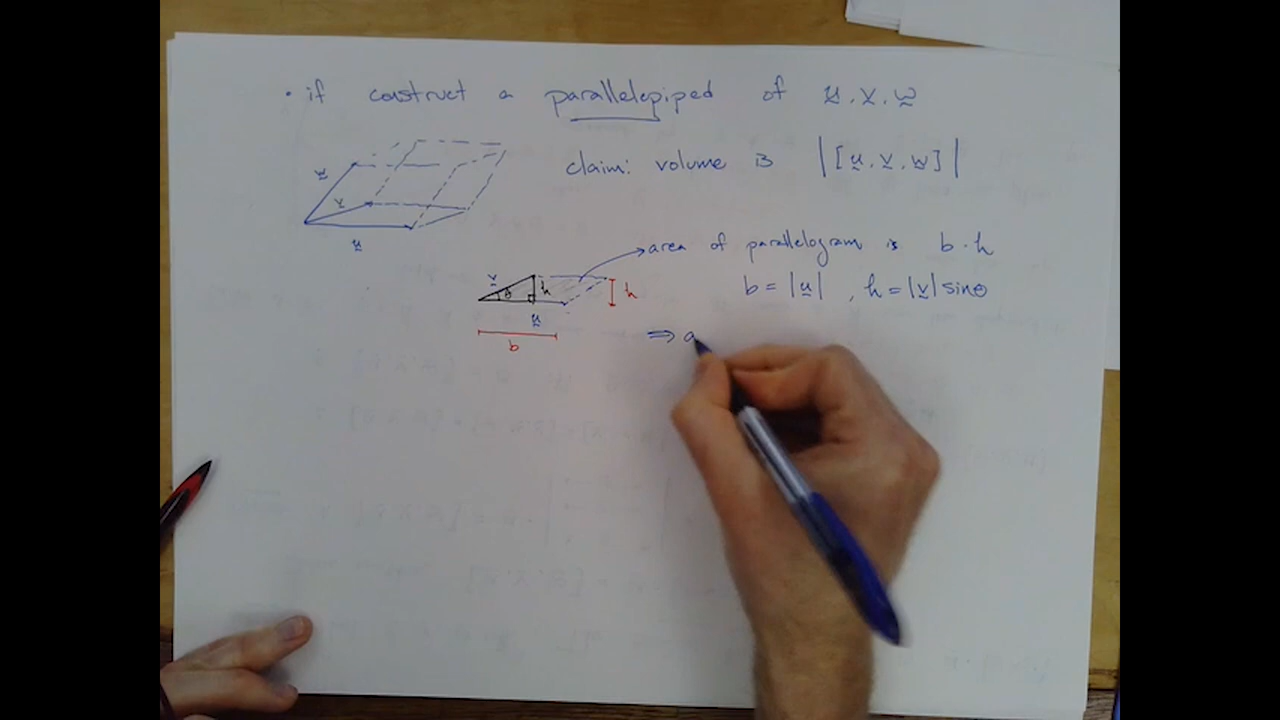 • if construct a parallelepiped of u, v, w
claim: volume is |[u, v, w]|
w
v
u
area of parallelogram is b · h
b = |u| , h = |v| sinθ
v
θ
h
h
u
b
⇒ a